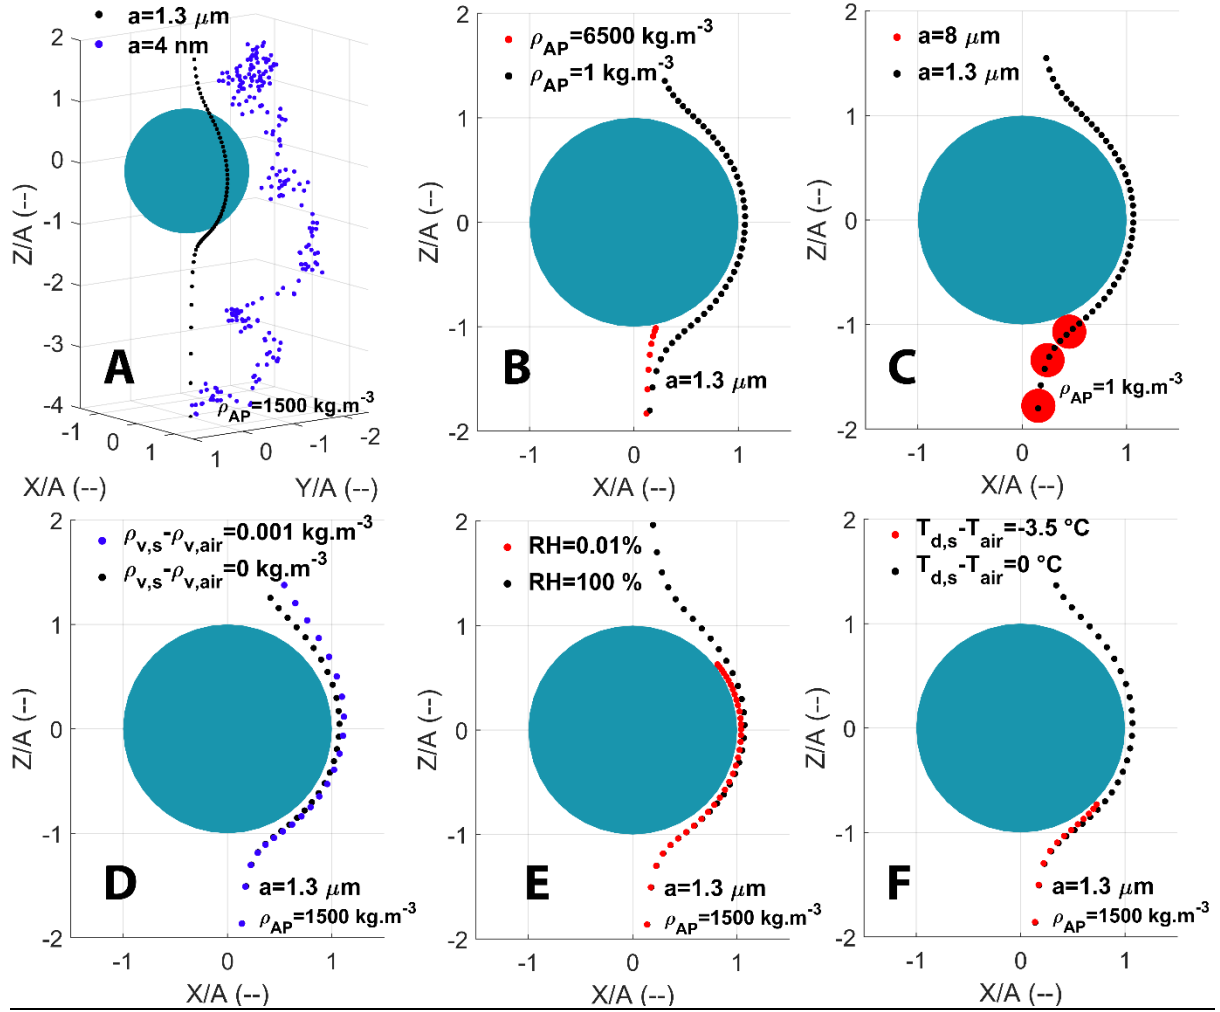 a=1.3 μm
a=4 nm
2
1
0
-1
-2
-3
-4
Z/A (--)
A
ρAP=1500 kg.m-3
-1
0
1
1
0
-1
-2
X/A (--)
Y/A (--)
ρAP=6500 kg.m-3
ρAP=1 kg.m-3
2
1
0
-1
-2
Z/A (--)
B
a=1.3 μm
-1
0
1
X/A (--)
a=8 μm
a=1.3 μm
2
1
0
-1
-2
Z/A (--)
C
ρAP=1 kg.m-3
-1
0
1
X/A (--)
ρv,s-ρv,air=0.001 kg.m-3
ρv,s-ρv,air=0 kg.m-3
2
1
0
-1
-2
Z/A (--)
D
a=1.3 μm
ρAP=1500 kg.m-3
-1
0
1
X/A (--)
RH=0.01%
RH=100 %
2
1
0
-1
-2
Z/A (--)
E
a=1.3 μm
ρAP=1500 kg.m-3
-1
0
1
X/A (--)
Td,s-Tair=-3.5 °C
Td,s-Tair=0 °C
2
1
0
-1
-2
Z/A (--)
F
a=1.3 μm
ρAP=1500 kg.m-3
-1
0
1
X/A (--)